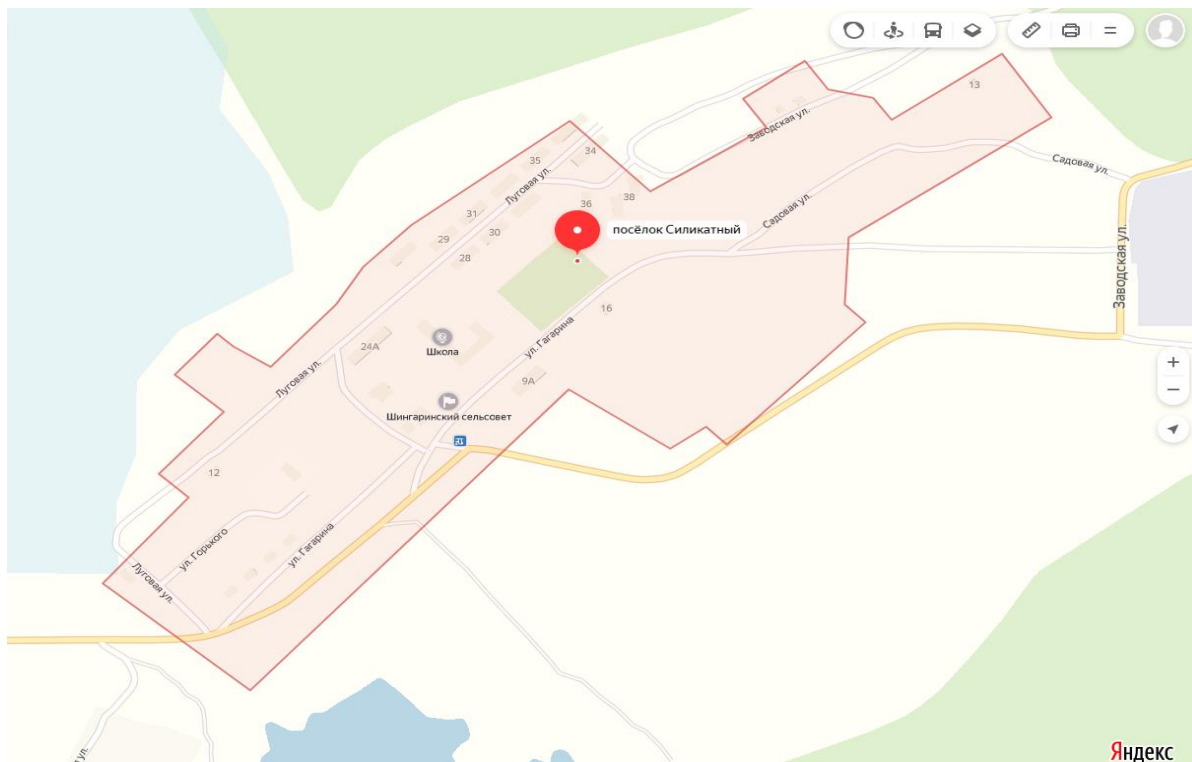 13
Заводская ул.
34
35
Садовая ул.
Луговая ул.
36
38
31
Садовая ул.
30
посёлок Силикатный
29
28
Заводская ул.
16
ул. Гагарина
24А
Школа
Луговая ул.
9А
Шингаринский сельсовет
12
ул. Горького
ул. Гагарина
Луговая ул.
ул.
Яндекс